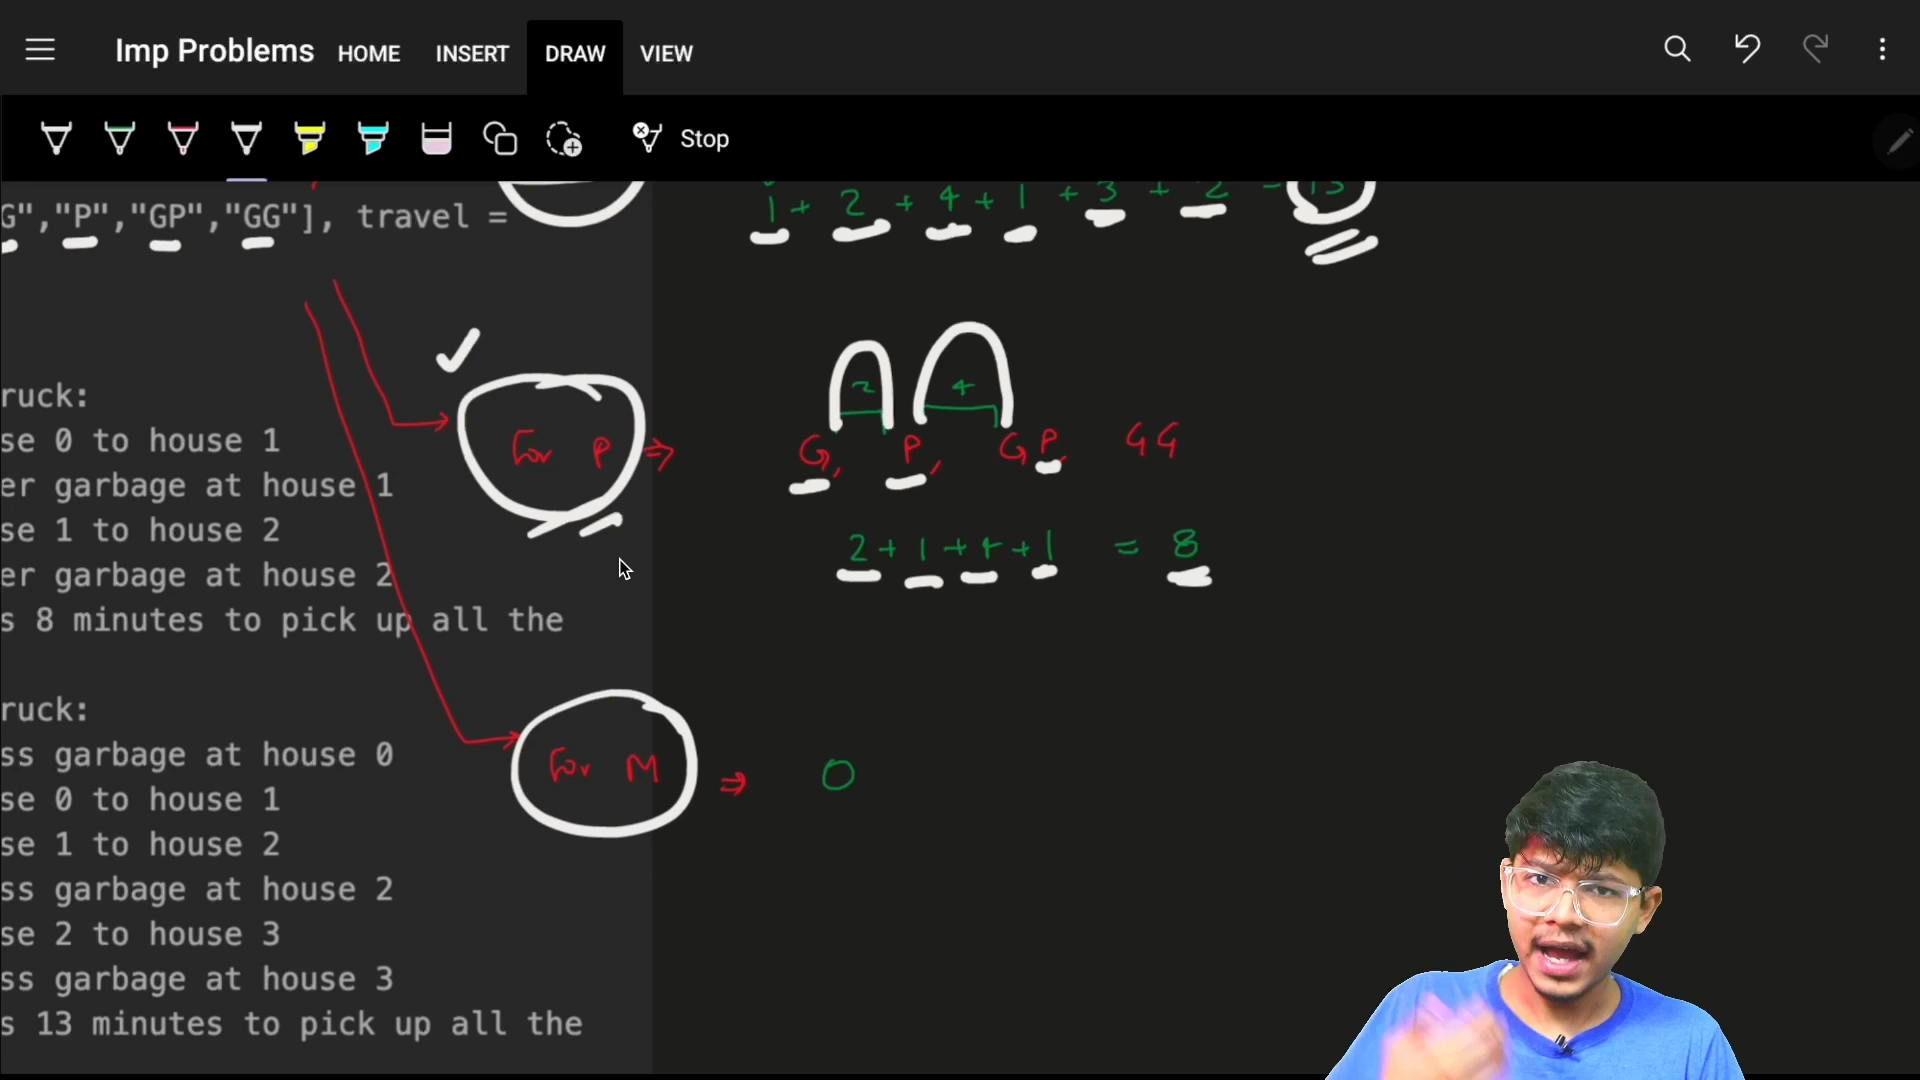 Imp Problems HOME INSERT DRAW VIEW
Stop
G","P","GP","GG"], travel =
1 + 2 + 4 + 1 + 3 + 2 = 13
ruck:
se 0 to house 1
er garbage at house 1
se 1 to house 2
er garbage at house 2
s 8 minutes to pick up all the
ruck:
ss garbage at house 0
se 0 to house 1
se 1 to house 2
ss garbage at house 2
se 2 to house 3
ss garbage at house 3
s 13 minutes to pick up all the
2 4
For P ⇒ G, P, GP, GG
2 + 1 + 4 + 1 = 8
For M ⇒ 0